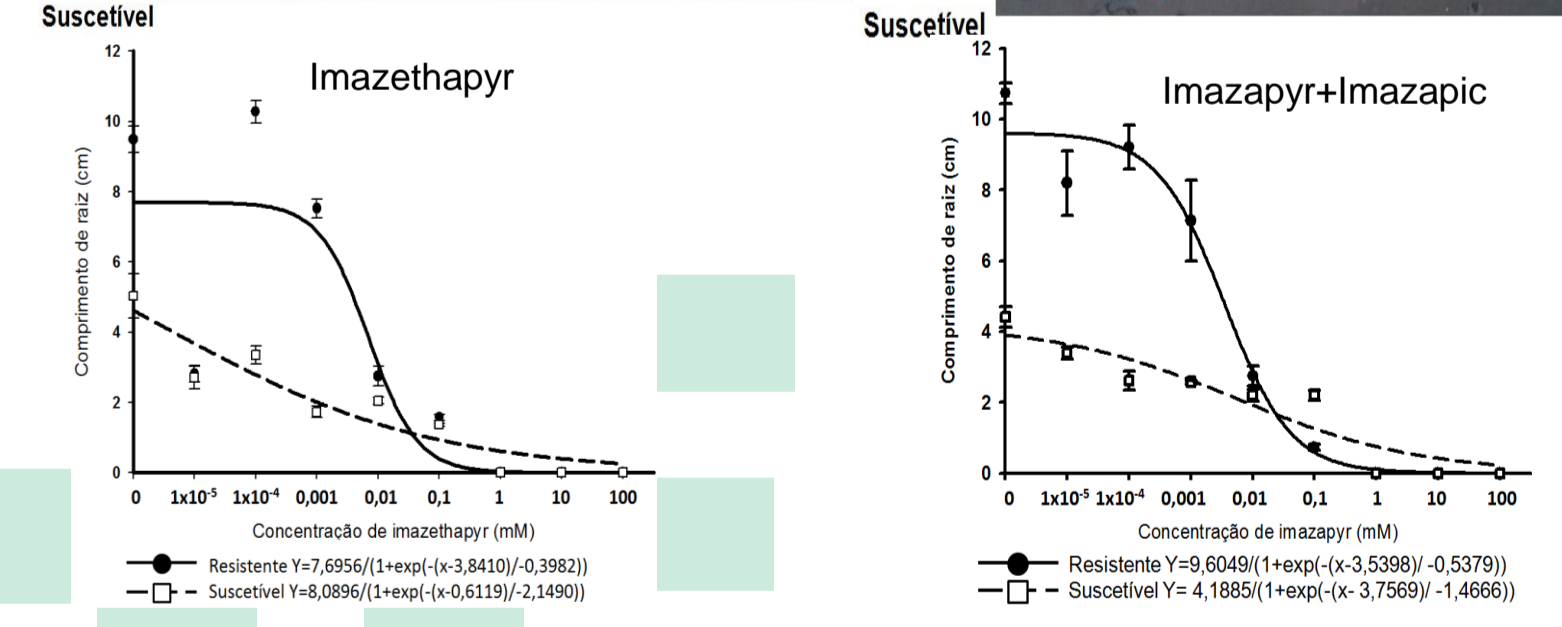 Suscetível
Imazethapyr
Comprimento de raiz (cm)
12
10
8
6
4
2
0
0 1x10⁻⁵ 1x10⁻⁴ 0,001 0,01 0,1 1 10 100
Concentração de imazethapyr (mM)
Resistente Y=7,6956/(1+exp(-(x-3,8410)/-0,3982))
Suscetível Y=8,0896/(1+exp(-(x-0,6119)/-2,1490))
Suscetível
Imazapyr+Imazapic
Comprimento de raiz (cm)
12
10
8
6
4
2
0
0 1x10⁻⁵ 1x10⁻⁴ 0,001 0,01 0,1 1 10 100
Concentração de imazapyr (mM)
Resistente Y=9,6049/(1+exp(-(x-3,5398)/ -0,5379))
Suscetível Y= 4,1885/(1+exp(-(x- 3,7569)/ -1,4666))